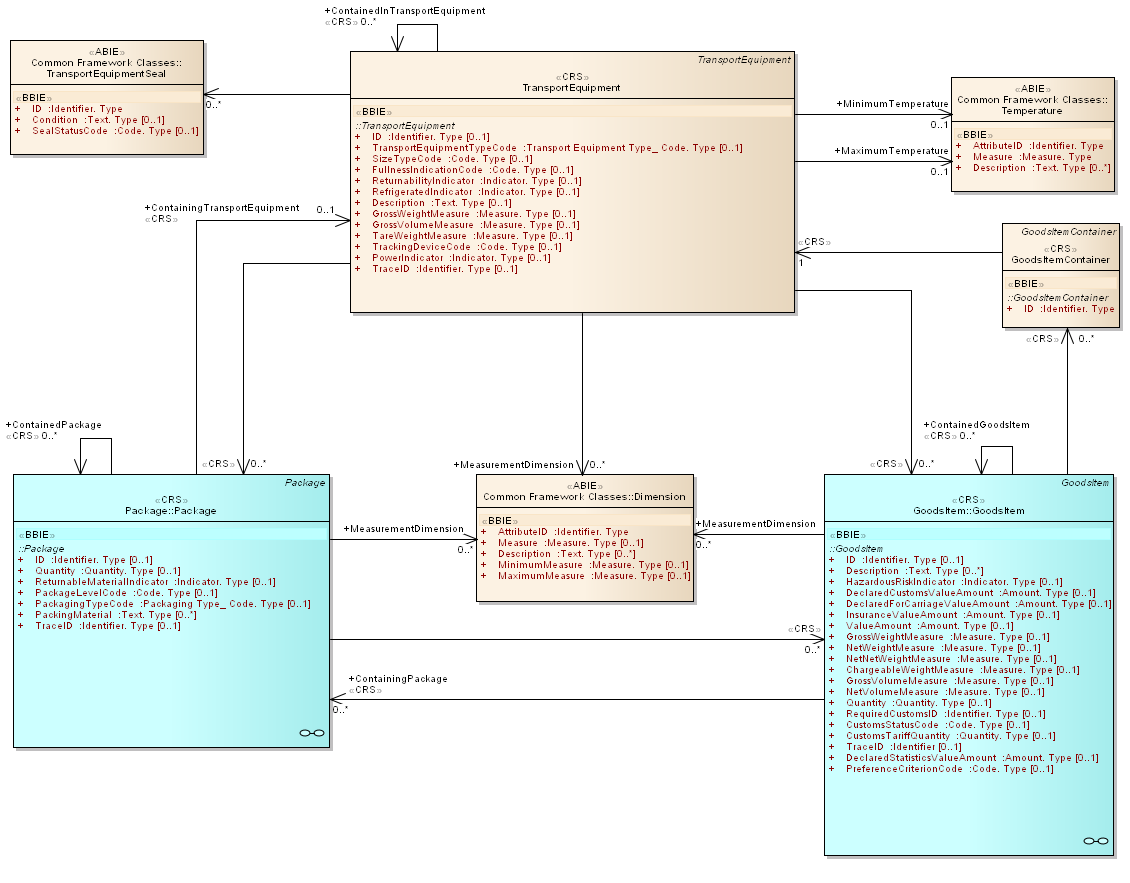 +ContainedInTransportEquipment
«CRS» 0..*
«ABIE»
Common Framework Classes::
TransportEquipmentSeal
«BBIE»
+ ID :Identifier. Type
+ Condition :Text. Type [0..1]
+ SealStatusCode :Code. Type [0..1]
0..*
TransportEquipment
«CRS»
TransportEquipment
«BBIE»
::TransportEquipment
+ ID :Identifier. Type [0..1]
+ TransportEquipmentTypeCode :Transport Equipment Type_ Code. Type [0..1]
+ SizeTypeCode :Code. Type [0..1]
+ FullnessIndicationCode :Code. Type [0..1]
+ ReturnabilityIndicator :Indicator. Type [0..1]
+ RefrigeratedIndicator :Indicator. Type [0..1]
+ Description :Text. Type [0..1]
+ GrossWeightMeasure :Measure. Type [0..1]
+ GrossVolumeMeasure :Measure. Type [0..1]
+ TareWeightMeasure :Measure. Type [0..1]
+ TrackingDeviceCode :Code. Type [0..1]
+ PowerIndicator :Indicator. Type [0..1]
+ TraceID :Identifier. Type [0..1]
+MinimumTemperature
0..1
+MaximumTemperature
0..1
«ABIE»
Common Framework Classes::
Temperature
«BBIE»
+ AttributeID :Identifier. Type
+ Measure :Measure. Type
+ Description :Text. Type [0..*]
+ContainingTransportEquipment 0..1
«CRS»
«CRS»
1
GoodsItemContainer
«CRS»
GoodsItemContainer
«BBIE»
::GoodsItemContainer
+ ID :Identifier. Type
«CRS» 0..*
+ContainedPackage
«CRS» 0..*
«CRS» 0..*
+MeasurementDimension 0..*
+ContainedGoodsItem
«CRS» 0..*
«CRS» 0..*
Package
«CRS»
Package::Package
«BBIE»
::Package
+ ID :Identifier. Type [0..1]
+ Quantity :Quantity. Type [0..1]
+ ReturnableMaterialIndicator :Indicator. Type [0..1]
+ PackageLevelCode :Code. Type [0..1]
+ PackagingTypeCode :Packaging Type_ Code. Type [0..1]
+ PackingMaterial :Text. Type [0..*]
+ TraceID :Identifier. Type [0..1]
+MeasurementDimension
0..*
«ABIE»
Common Framework Classes::Dimension
«BBIE»
+ AttributeID :Identifier. Type
+ Measure :Measure. Type [0..1]
+ Description :Text. Type [0..*]
+ MinimumMeasure :Measure. Type [0..1]
+ MaximumMeasure :Measure. Type [0..1]
+MeasurementDimension
0..*
«CRS»
0..*
+ContainingPackage
«CRS»
0..*
GoodsItem
«CRS»
GoodsItem::GoodsItem
«BBIE»
::GoodsItem
+ ID :Identifier. Type [0..1]
+ Description :Text. Type [0..*]
+ HazardousRiskIndicator :Indicator. Type [0..1]
+ DeclaredCustomsValueAmount :Amount. Type [0..1]
+ DeclaredForCarriageValueAmount :Amount. Type [0..1]
+ InsuranceValueAmount :Amount. Type [0..1]
+ ValueAmount :Amount. Type [0..1]
+ GrossWeightMeasure :Measure. Type [0..1]
+ NetWeightMeasure :Measure. Type [0..1]
+ NetNetWeightMeasure :Measure. Type [0..1]
+ ChargeableWeightMeasure :Measure. Type [0..1]
+ GrossVolumeMeasure :Measure. Type [0..1]
+ NetVolumeMeasure :Measure. Type [0..1]
+ Quantity :Quantity. Type [0..1]
+ RequiredCustomsID :Identifier. Type [0..1]
+ CustomsStatusCode :Code. Type [0..1]
+ CustomsTariffQuantity :Quantity. Type [0..1]
+ TraceID :Identifier [0..1]
+ DeclaredStatisticsValueAmount :Amount. Type [0..1]
+ PreferenceCriterionCode :Code. Type [0..1]